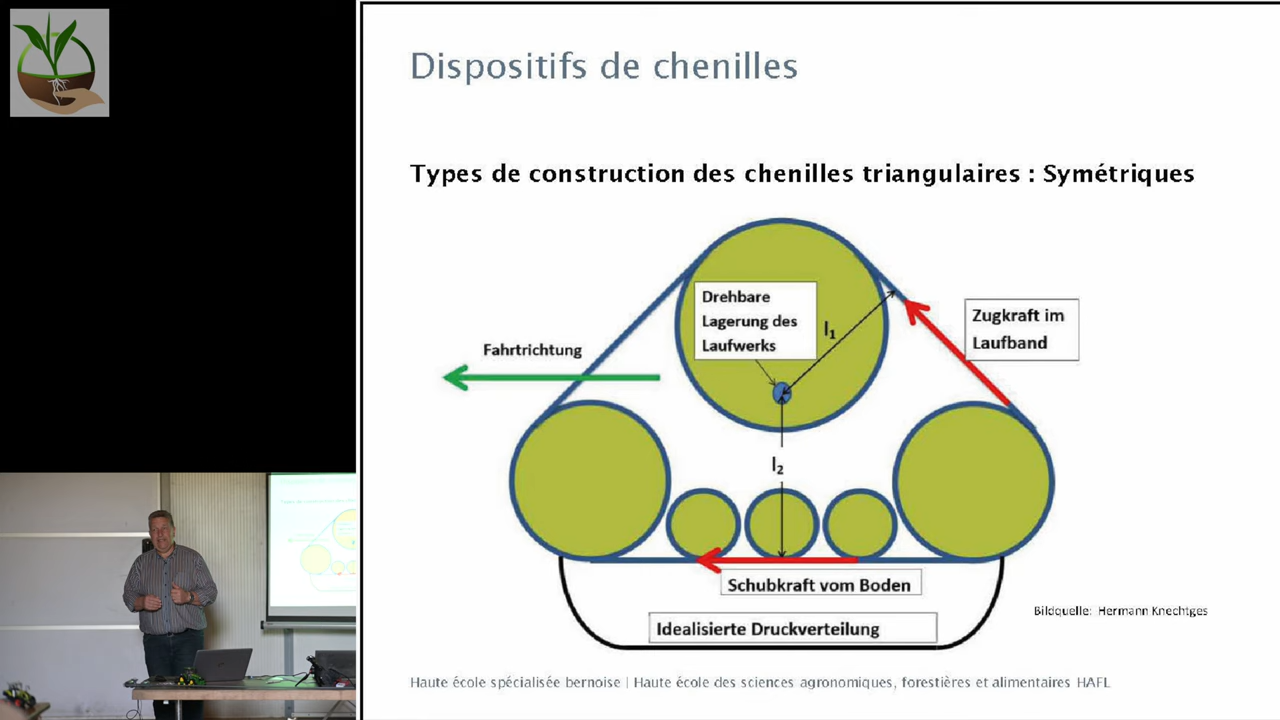 Dispositifs de chenilles
Types de construction des chenilles triangulaires : Symétriques
Drehbare
Lagerung des
Laufwerks
l₁
Zugkraft im
Laufband
Fahrtrichtung
l₂
Schubkraft vom Boden
Idealisierte Druckverteilung
Bildquelle: Hermann Knechtges
Haute école spécialisée bernoise | Haute école des sciences agronomiques, forestières et alimentaires HAFL